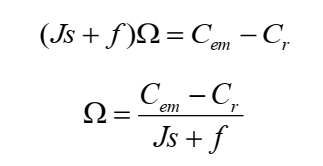 (Js + f)Ω = C_em − C_r
Ω = (C_em − C_r) / (Js + f)